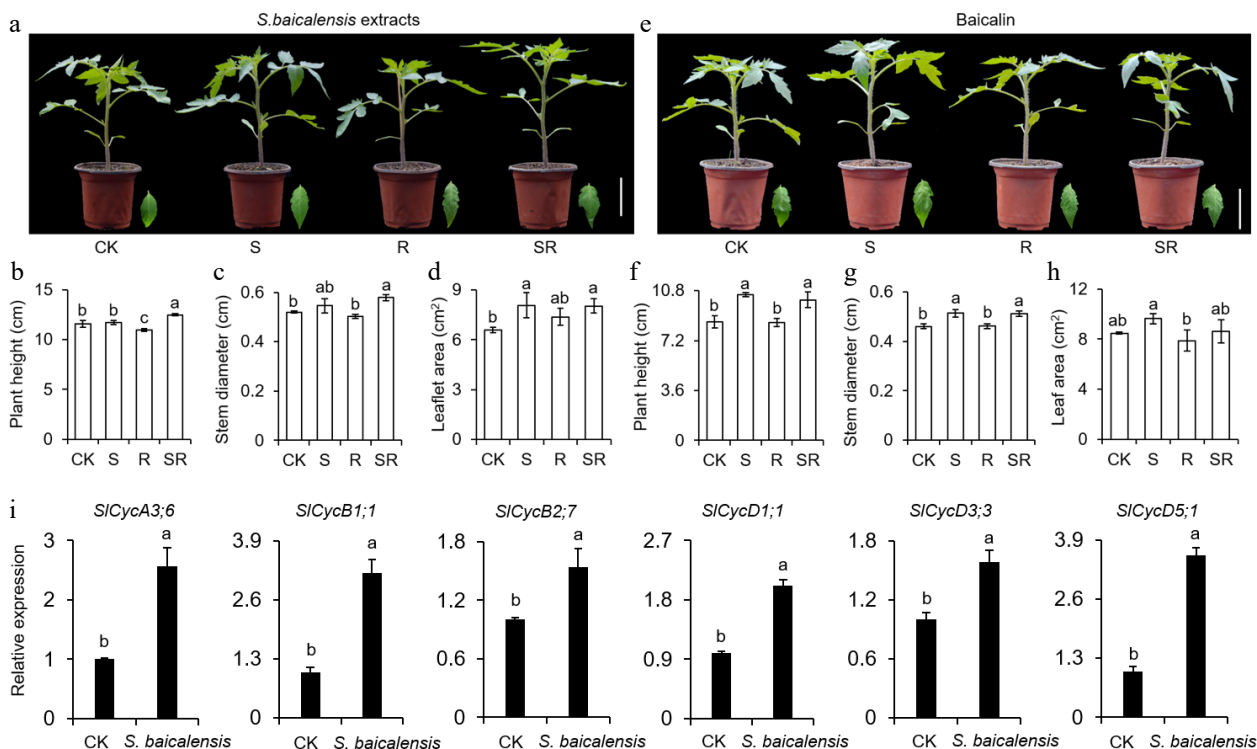 a S.baicalensis extracts
CK S R SR
e Baicalin
CK S R SR
b
Plant height (cm)
15
10
5
0
b b c a
CK S R SR
c
Stem diameter (cm)
0.6
0.4
0.2
0
b ab b a
CK S R SR
d
Leaflet area (cm²)
9
6
3
0
b a ab a
CK S R SR
f
Plant height (cm)
10.8
7.2
3.6
0
b a b a
CK S R SR
g
Stem diameter (cm)
0.6
0.4
0.2
0
b a b a
CK S R SR
h
Leaf area (cm²)
12
8
4
0
ab a b ab
CK S R SR
i
Relative expression
SlCycA3;6
3
2
1
0
b a
CK S. baicalensis
SlCycB1;1
3.9
2.6
1.3
0
b a
CK S. baicalensis
SlCycB2;7
1.8
1.2
0.6
0
b a
CK S. baicalensis
SlCycD1;1
2.7
1.8
0.9
0
b a
CK S. baicalensis
SlCycD3;3
1.8
1.2
0.6
0
b a
CK S. baicalensis
SlCycD5;1
3.9
2.6
1.3
0
b a
CK S. baicalensis